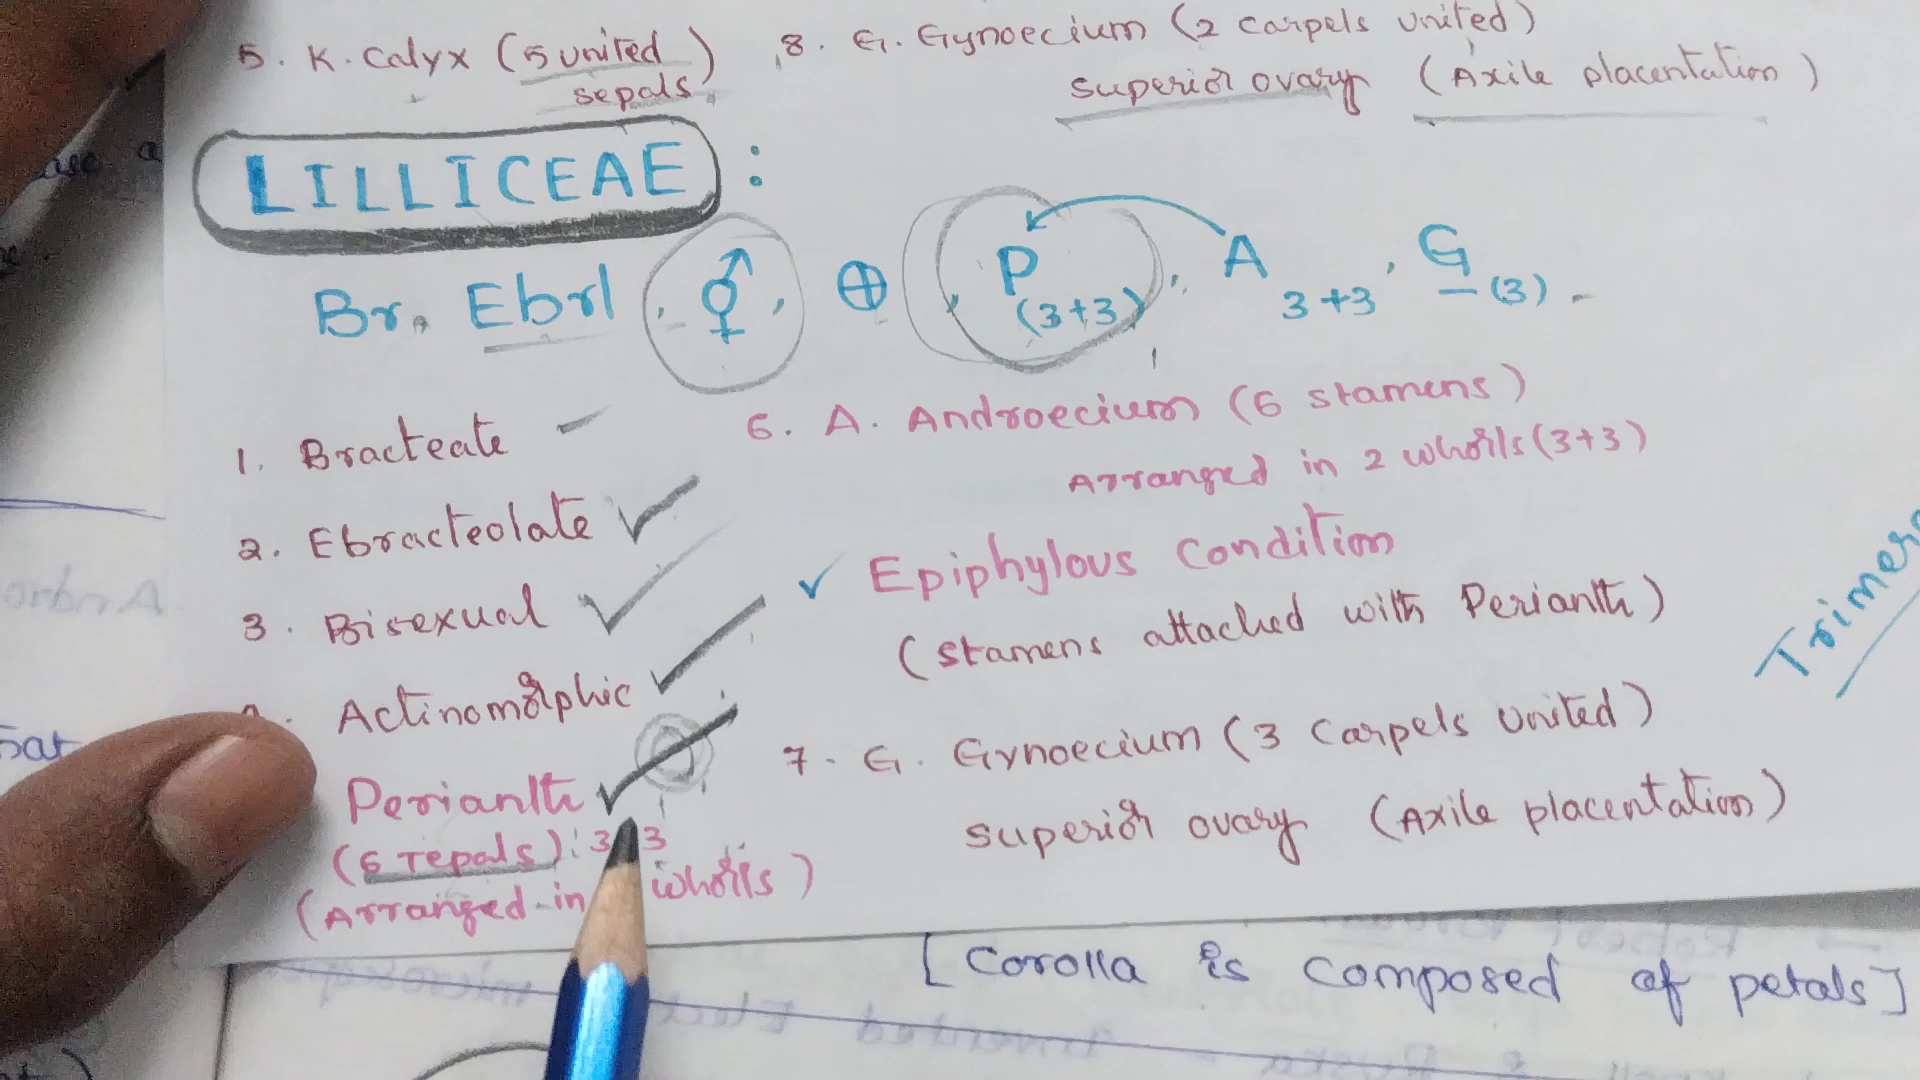 5. K. Calyx (5 united sepals)
8. G. Gynoecium (2 carpels united)
superior ovary (Axile placentation)
LILLICEAE :
Br, Ebrl, ⚥, ⊕, P(3+3), A 3+3, G(3)
1. Bracteate
2. Ebracteolate ✓
3. Bisexual ✓
Actinomorphic ✓
Perianth ✓
(6 Tepals): 3 3
(Arranged in whorls)
6. A. Androecium (6 stamens)
Arranged in 2 whorls (3+3)
✓ Epiphylous condition
(stamens attached with Perianth)
7. G. Gynoecium (3 Carpels United)
superior ovary (Axile placentation)
Trimer
[Corolla is composed of petals]